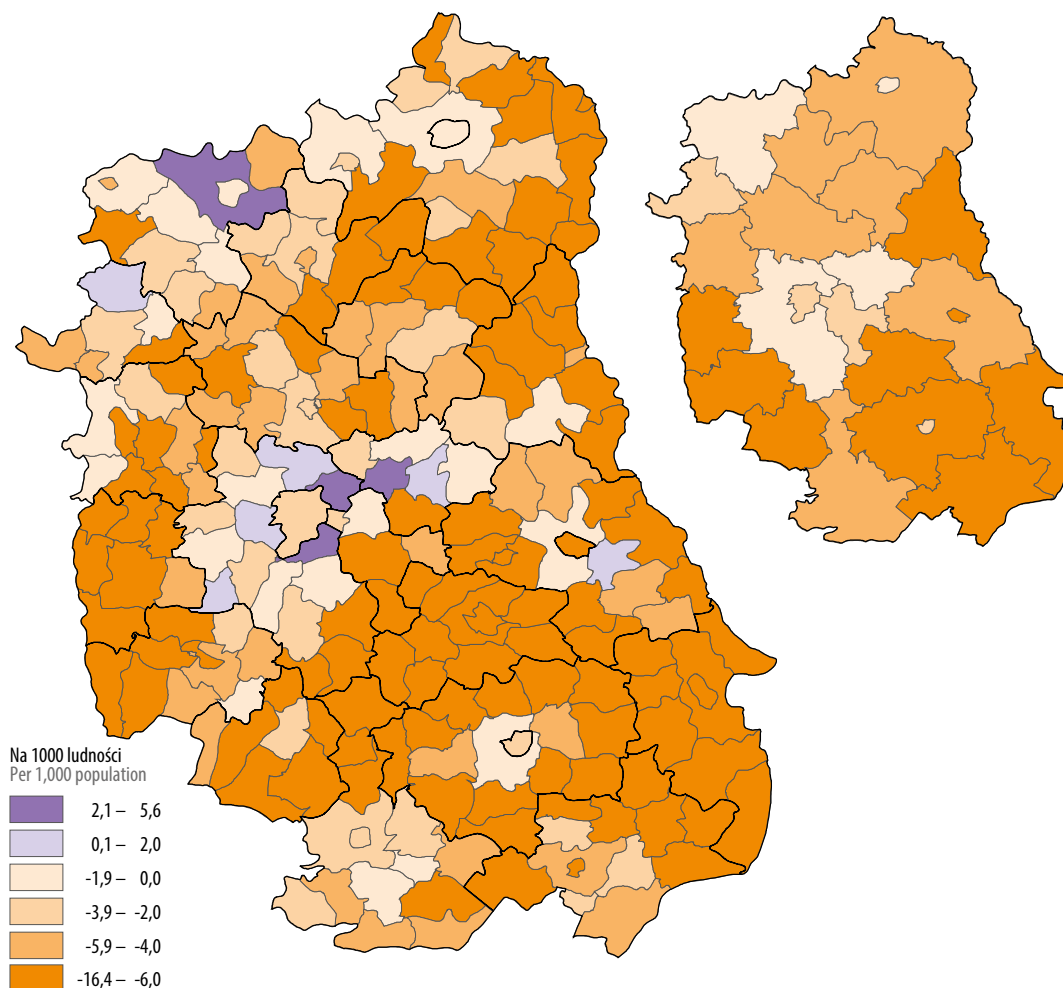 Na 1000 ludności
Per 1,000 population
2,1 – 5,6
0,1 – 2,0
-1,9 – 0,0
-3,9 – -2,0
-5,9 – -4,0
-16,4 – -6,0